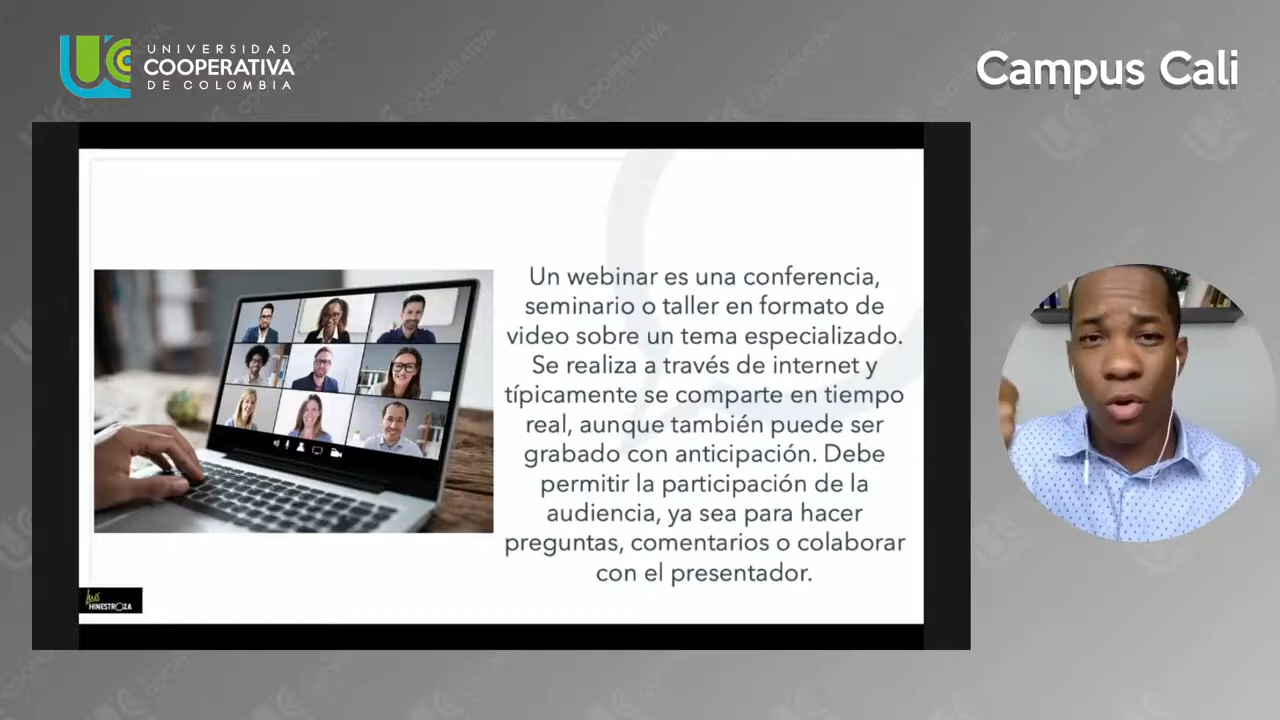 UNIVERSIDAD
COOPERATIVA
DE COLOMBIA
Campus Cali
Un webinar es una conferencia,
seminario o taller en formato de
video sobre un tema especializado.
Se realiza a través de internet y
típicamente se comparte en tiempo
real, aunque también puede ser
grabado con anticipación. Debe
permitir la participación de la
audiencia, ya sea para hacer
preguntas, comentarios o colaborar
con el presentador.
HINESTROZA